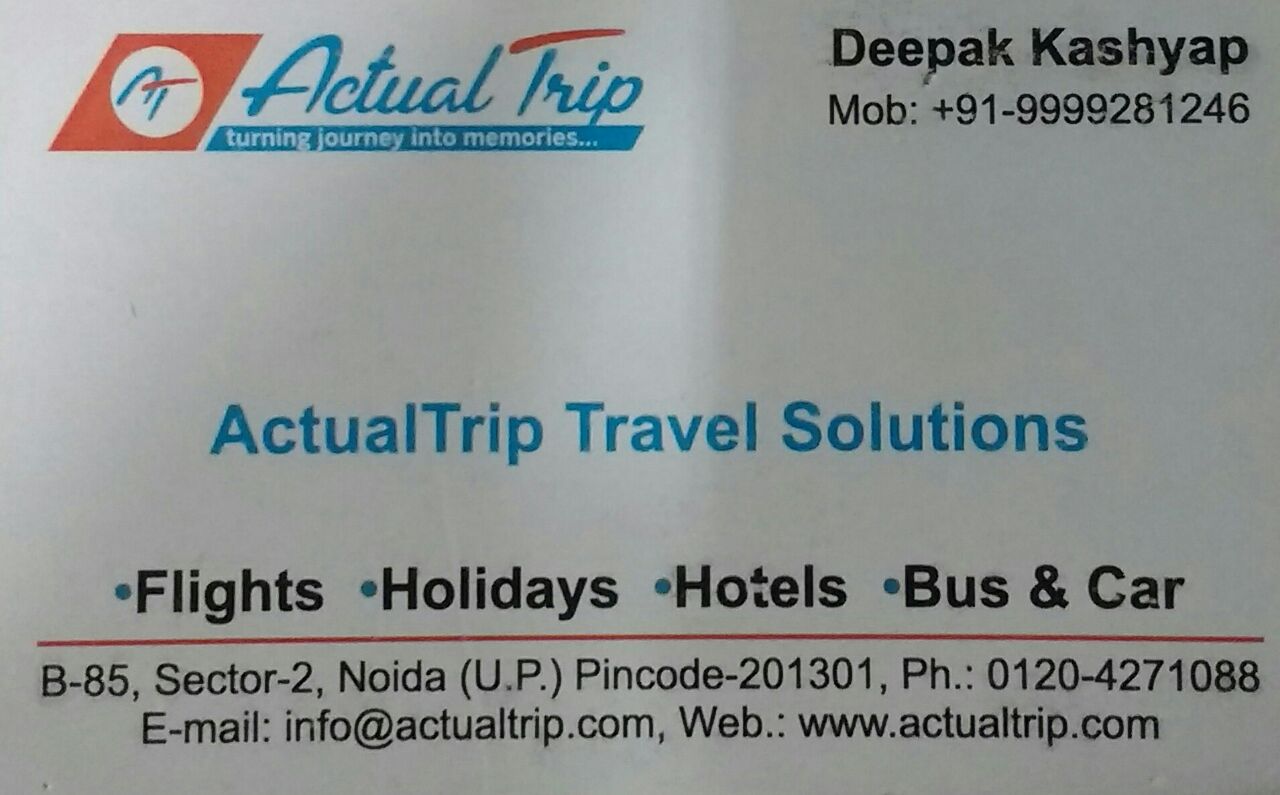 AT Actual Trip
turning journey into memories...
Deepak Kashyap
Mob: +91-9999281246
ActualTrip Travel Solutions
•Flights •Holidays •Hotels •Bus & Car
B-85, Sector-2, Noida (U.P.) Pincode-201301, Ph.: 0120-4271088
E-mail: info@actualtrip.com, Web.: www.actualtrip.com